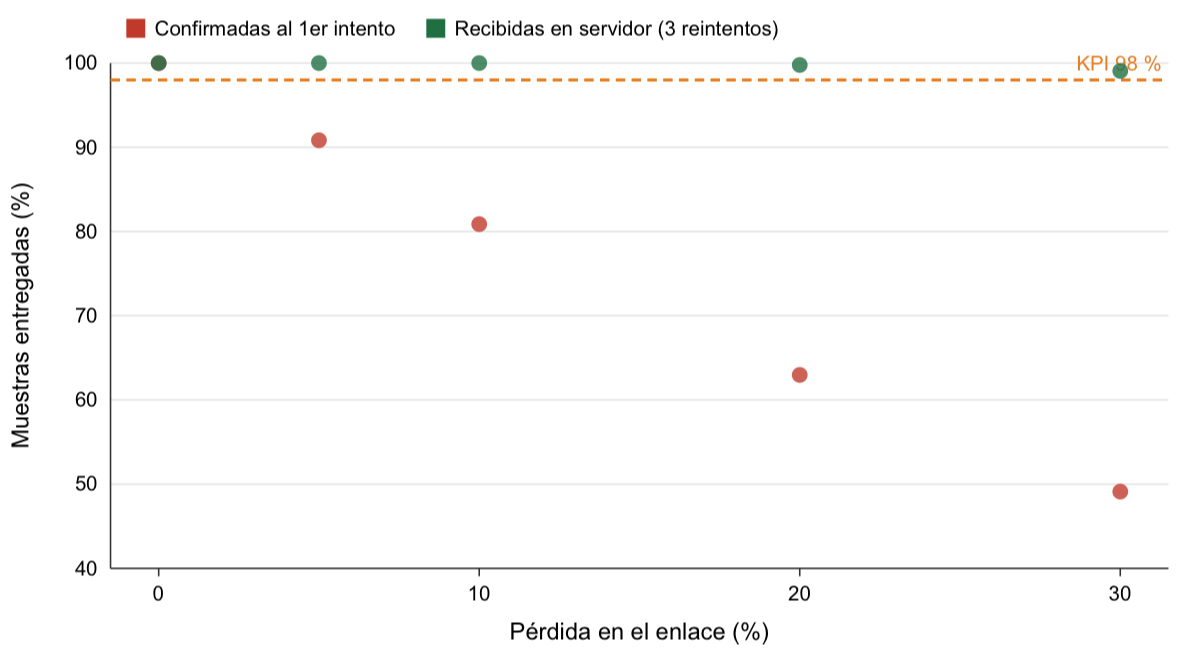 Confirmadas al 1er intento
Recibidas en servidor (3 reintentos)
KPI 98 %
100
90
80
70
60
50
40
Muestras entregadas (%)
0
10
20
30
Pérdida en el enlace (%)